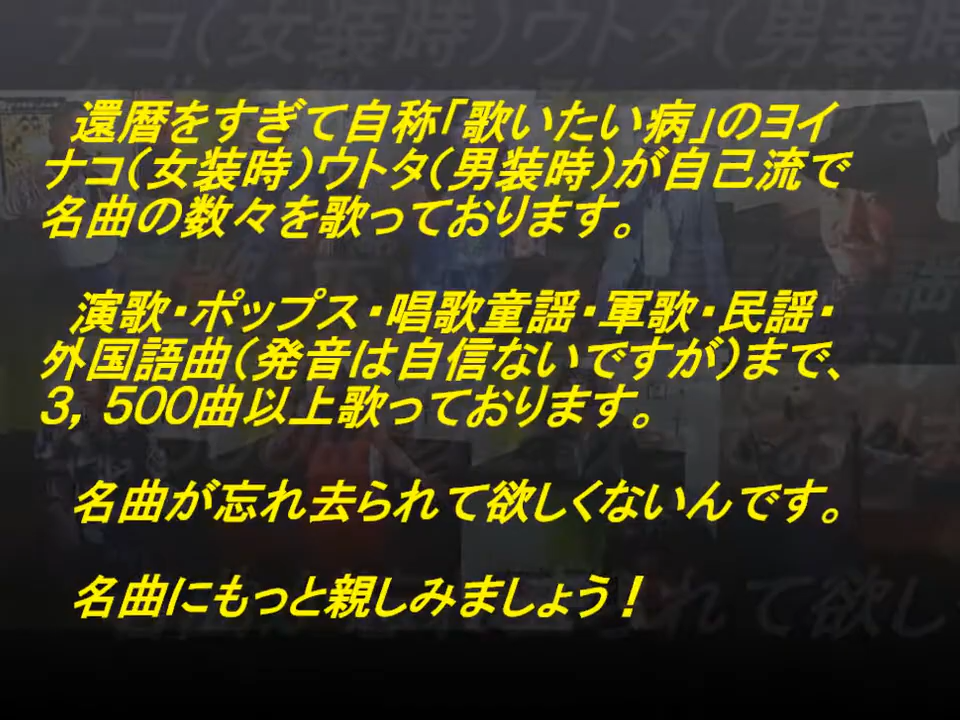 還暦をすぎて自称「歌いたい病」のヨイ
ナコ(女装時)ウトタ(男装時)が自己流で
名曲の数々を歌っております。
演歌・ポップス・唱歌童謡・軍歌・民謡・
外国語曲(発音は自信ないですが)まで、
3,500曲以上歌っております。
名曲が忘れ去られて欲しくないんです。
名曲にもっと親しみましょう!